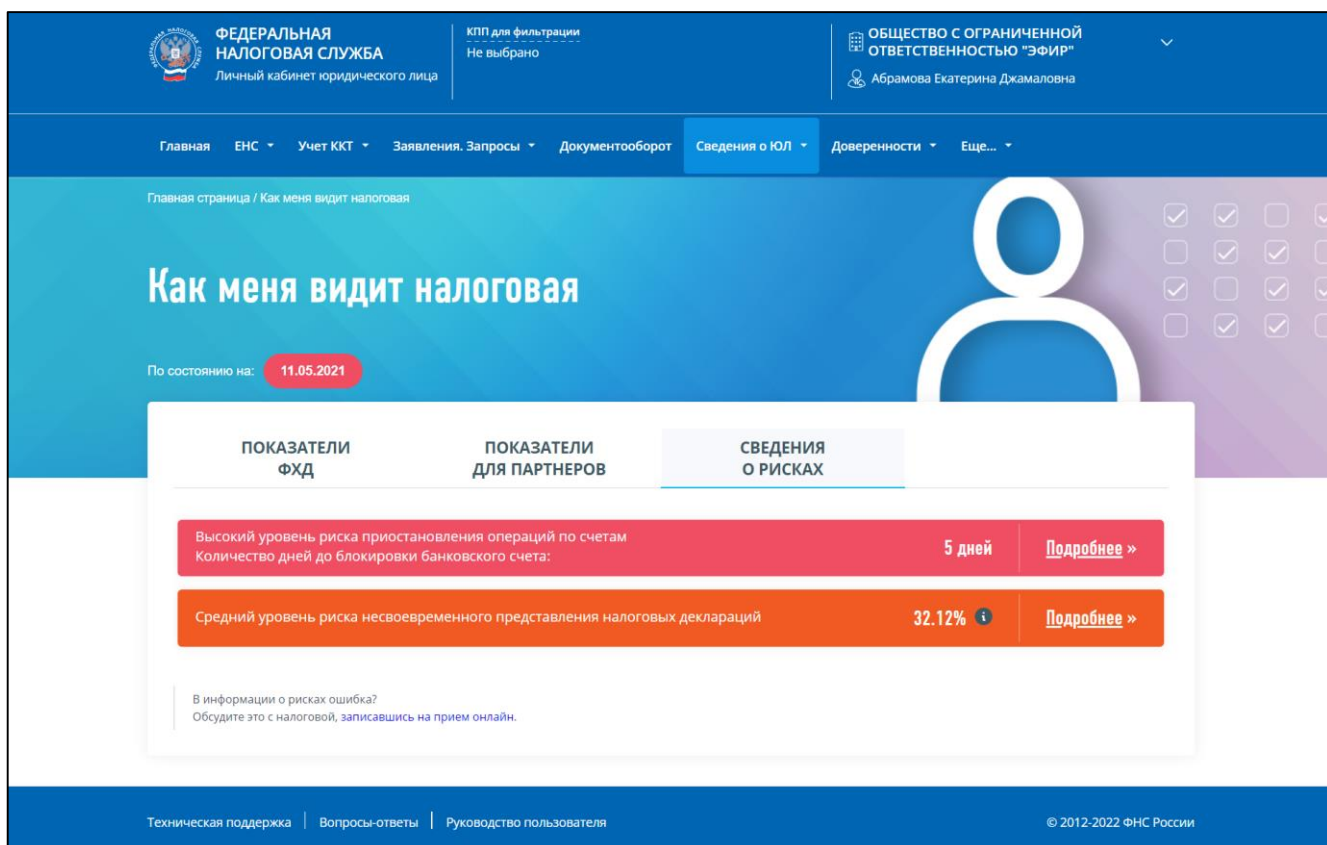 ФЕДЕРАЛЬНАЯ
НАЛОГОВАЯ СЛУЖБА
Личный кабинет юридического лица
КПП для фильтрации
Не выбрано
ОБЩЕСТВО С ОГРАНИЧЕННОЙ
ОТВЕТСТВЕННОСТЬЮ "ЭФИР"
Абрамова Екатерина Джамаловна
Главная ЕНС Учет ККТ Заявления. Запросы Документооборот Сведения о ЮЛ Доверенности Еще...
Главная страница / Как меня видит налоговая
Как меня видит налоговая
По состоянию на: 11.05.2021
ПОКАЗАТЕЛИ
ФХД
ПОКАЗАТЕЛИ
ДЛЯ ПАРТНЕРОВ
СВЕДЕНИЯ
О РИСКАХ
Высокий уровень риска приостановления операций по счетам
Количество дней до блокировки банковского счета:
5 дней
Подробнее »
Средний уровень риска несвоевременного представления налоговых деклараций 32.12% Подробнее »
В информации о рисках ошибка?
Обсудите это с налоговой, записавшись на прием онлайн.
Техническая поддержка Вопросы-ответы Руководство пользователя © 2012-2022 ФНС России